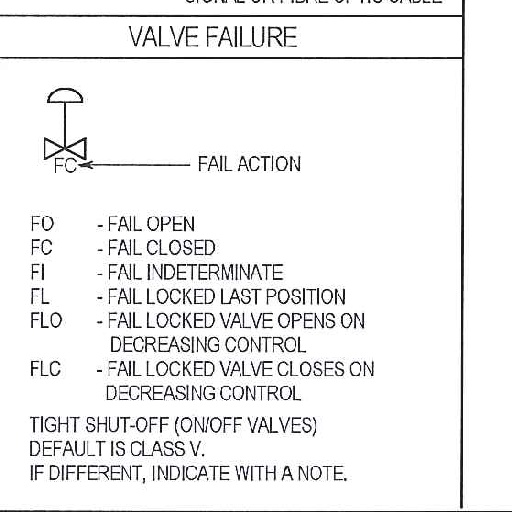 VALVE FAILURE
FC
FAIL ACTION
FO - FAIL OPEN
FC - FAIL CLOSED
FI - FAIL INDETERMINATE
FL - FAIL LOCKED LAST POSITION
FLO - FAIL LOCKED VALVE OPENS ON
DECREASING CONTROL
FLC - FAIL LOCKED VALVE CLOSES ON
DECREASING CONTROL
TIGHT SHUT-OFF (ON/OFF VALVES)
DEFAULT IS CLASS V.
IF DIFFERENT, INDICATE WITH A NOTE.